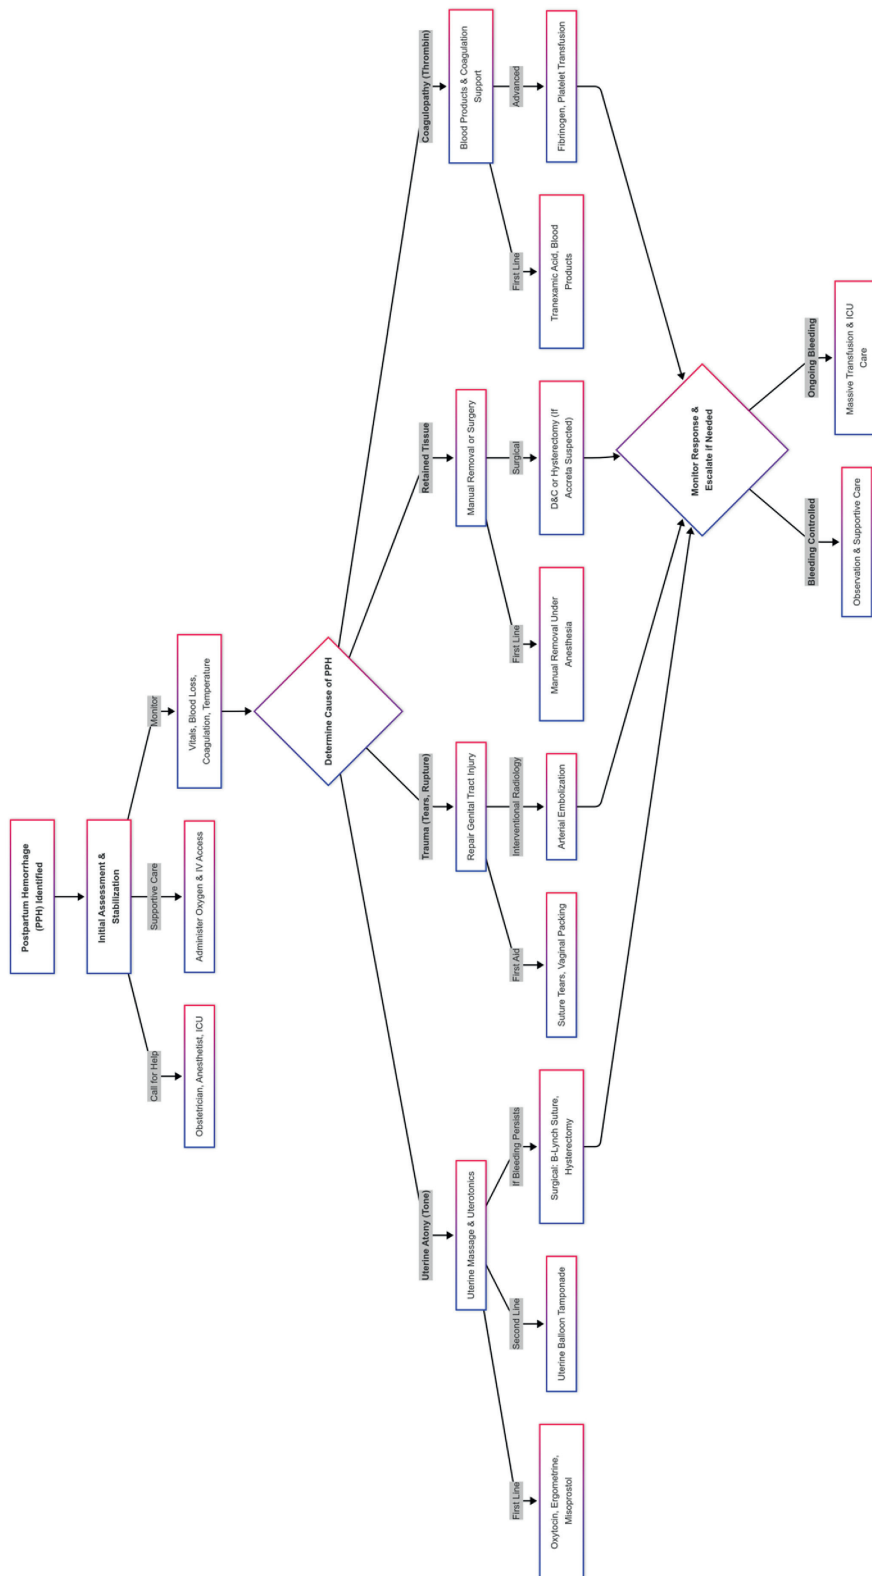 Postpartum Hemorrhage
(PPH) Identified
Initial Assessment &
Stabilization
Call for Help
Supportive Care
Monitor
Obstetrician, Anesthetist, ICU
Administer Oxygen & IV Access
Vitals, Blood Loss,
Coagulation, Temperature
Determine Cause of PPH
Uterine Atony (Tone)
Trauma (Tears, Rupture)
Retained Tissue
Coagulopathy (Thrombin)
Uterine Massage & Uterotonics
Repair Genital Tract Injury
Manual Removal or Surgery
Blood Products & Coagulation
Support
First Line
Second Line
If Bleeding Persists
First Aid
Interventional Radiology
First Line
Surgical
First Line
Advanced
Oxytocin, Ergometrine,
Misoprostol
Uterine Balloon Tamponade
Surgical: B-Lynch Suture,
Hysterectomy
Suture Tears, Vaginal Packing
Arterial Embolization
Manual Removal Under
Anesthesia
D&C or Hysterectomy (If
Accreta Suspected)
Tranexamic Acid, Blood
Products
Fibrinogen, Platelet Transfusion
Monitor Response &
Escalate if Needed
Bleeding Controlled
Ongoing Bleeding
Observation & Supportive Care
Massive Transfusion & ICU
Care